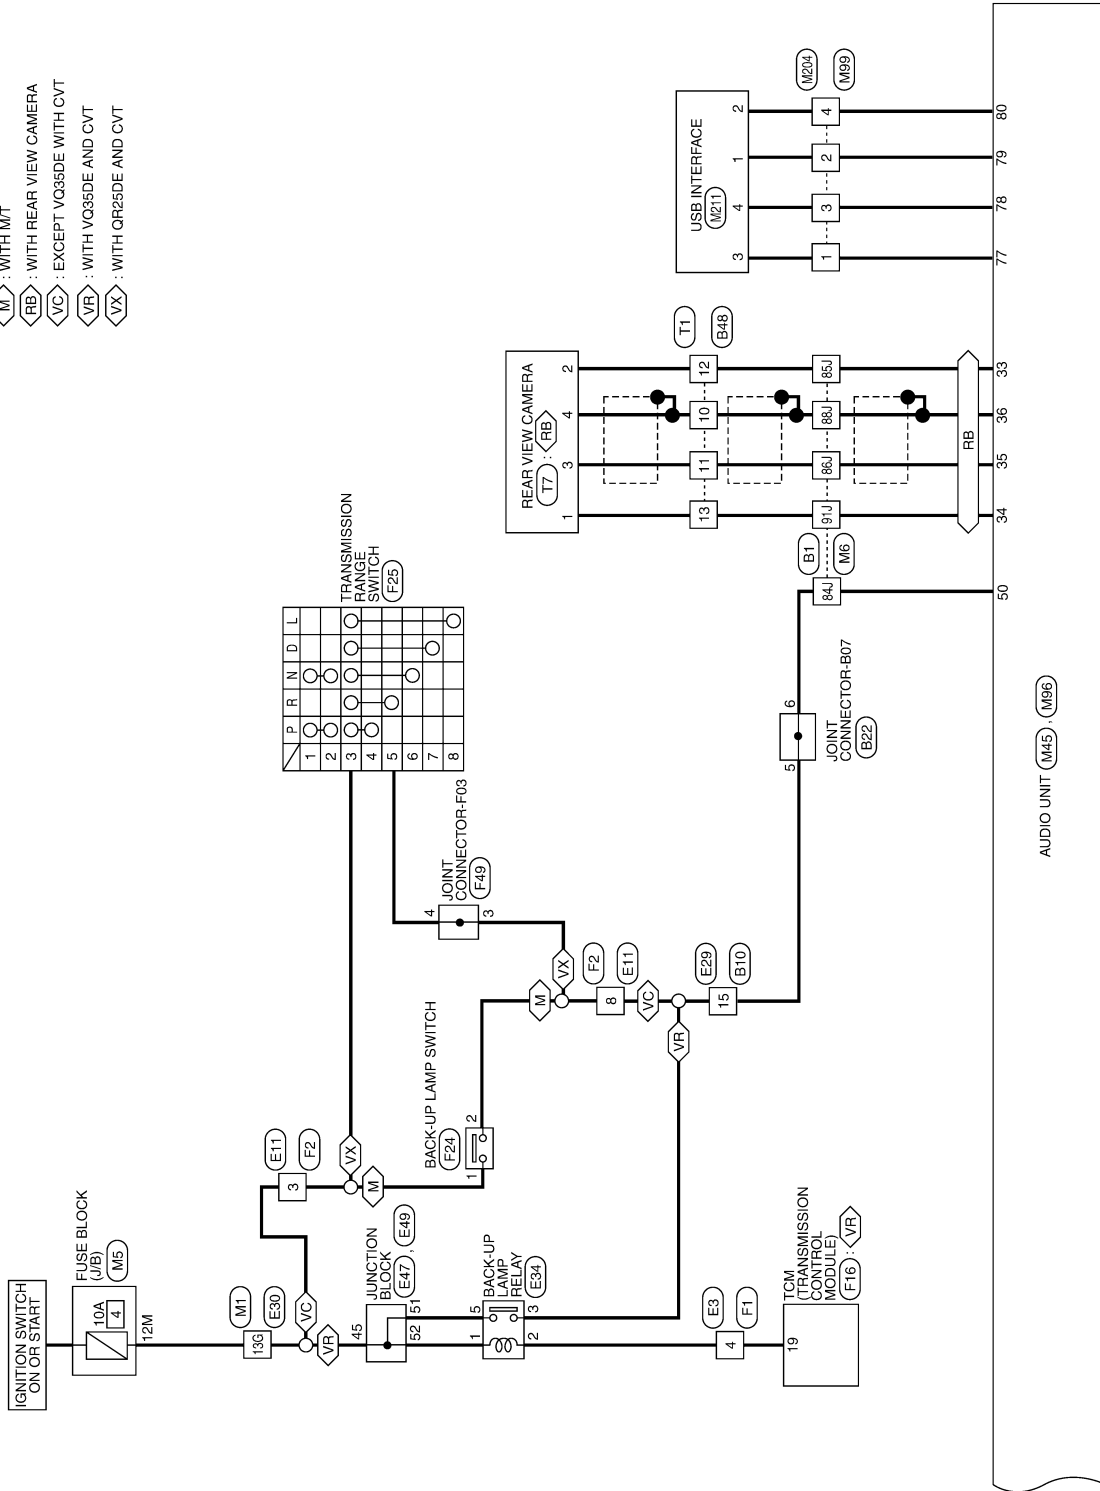 M : WITH M/T
RB : WITH REAR VIEW CAMERA
VC : EXCEPT VQ35DE WITH CVT
VR : WITH VQ35DE AND CVT
VX : WITH QR25DE AND CVT
IGNITION SWITCH
ON OR START
FUSE BLOCK
(J/B)
M5
10A
4
12M
M1
13G
E30
VC
VR
E11
3
F2
VX
M
JUNCTION
BLOCK
E47 , E49
45
51
52
BACK-UP
LAMP
RELAY
E34
5
1
3
2
E3
4
F1
TCM
(TRANSMISSION
CONTROL
MODULE)
F16 : VR
19
BACK-UP LAMP SWITCH
F24
1
2
TRANSMISSION
RANGE
SWITCH
F25
P R N D L
1
2
3
4
5
6
7
8
JOINT
CONNECTOR-F03
F49
4
3
M
VX
F2
8
E11
VC
VR
E29
15
B10
JOINT
CONNECTOR-B07
B22
5
6
REAR VIEW CAMERA
T7 : RB
1 3 4 2
T1
13 11 10 12
B48
B1
84J 91J 86J 88J 85J
M6
RB
50 34 35 36 33
USB INTERFACE
M211
3 4 1 2
M204
1 3 2 4
M99
77 78 79 80
AUDIO UNIT M45 , M96